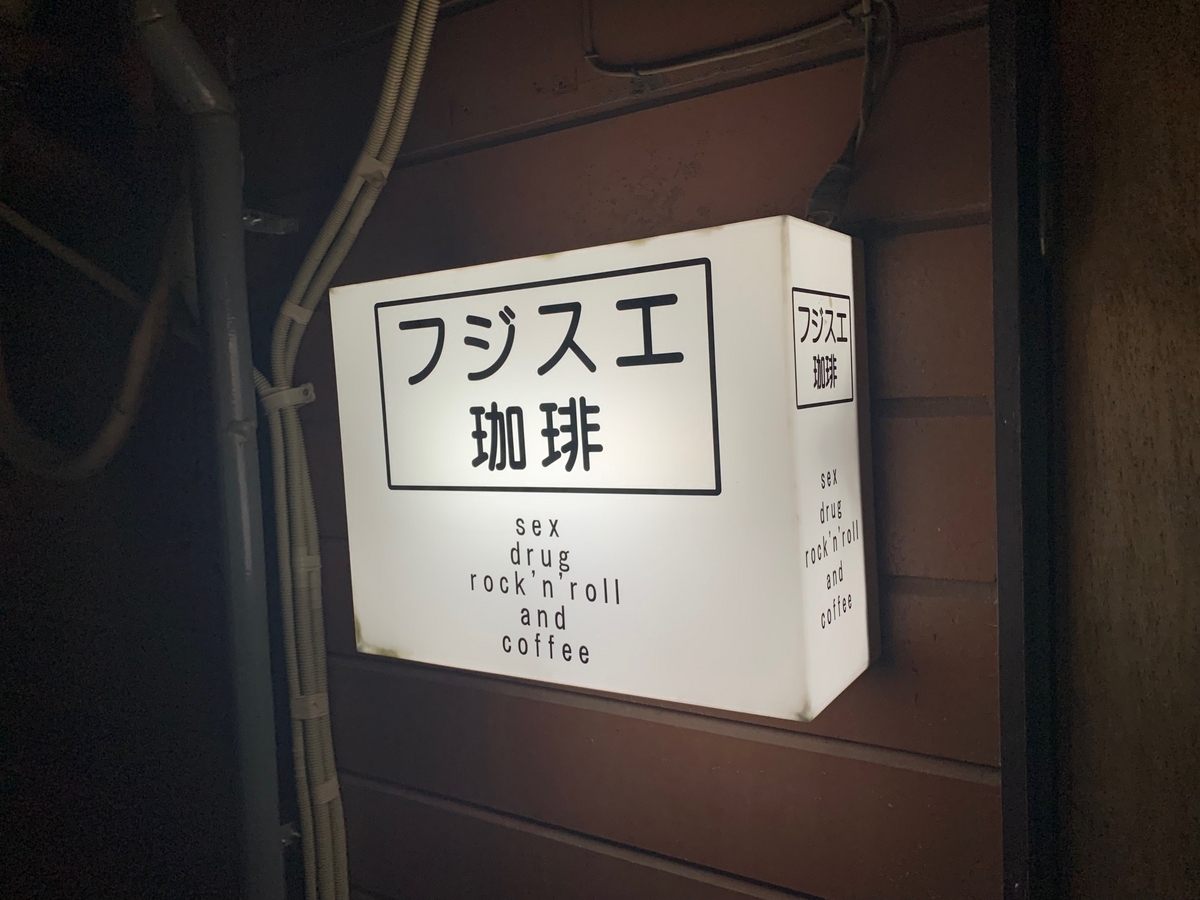 フジスエ
珈琲
sex
drug
rock'n'roll
and
coffee
フジスエ
珈琲
sex
drug
rock'n'roll
and
coffee